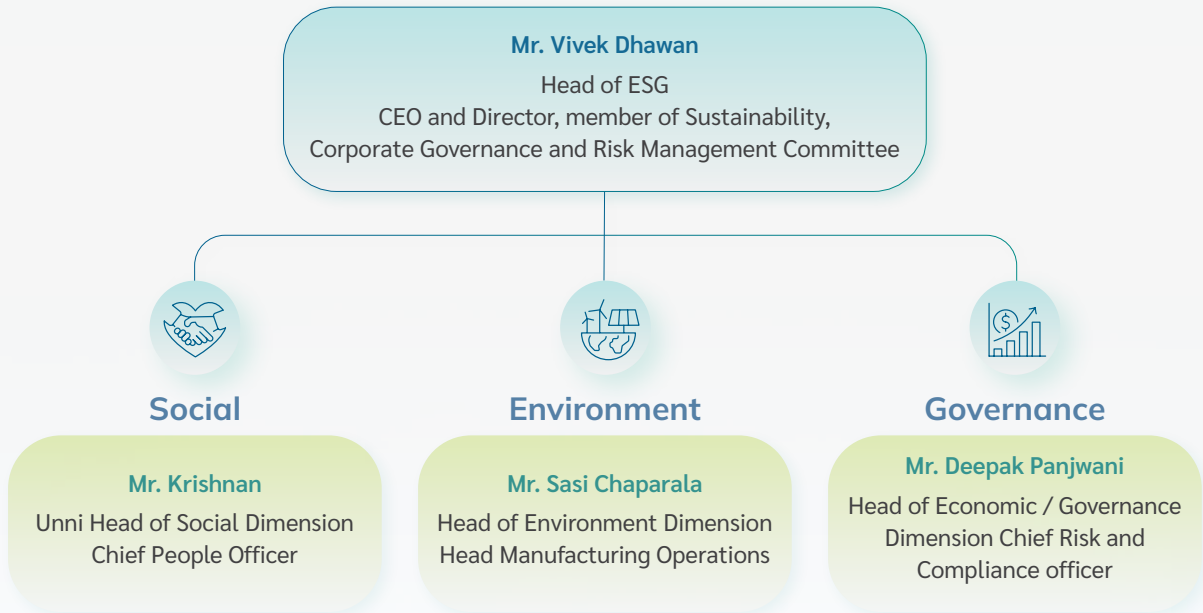 Mr. Vivek Dhawan
Head of ESG
CEO and Director, member of Sustainability,
Corporate Governance and Risk Management Committee
$
Social
Mr. Krishnan
Unni Head of Social Dimension
Chief People Officer
Environment
Mr. Sasi Chaparala
Head of Environment Dimension
Head Manufacturing Operations
Governance
Mr. Deepak Panjwani
Head of Economic / Governance
Dimension Chief Risk and
Compliance officer